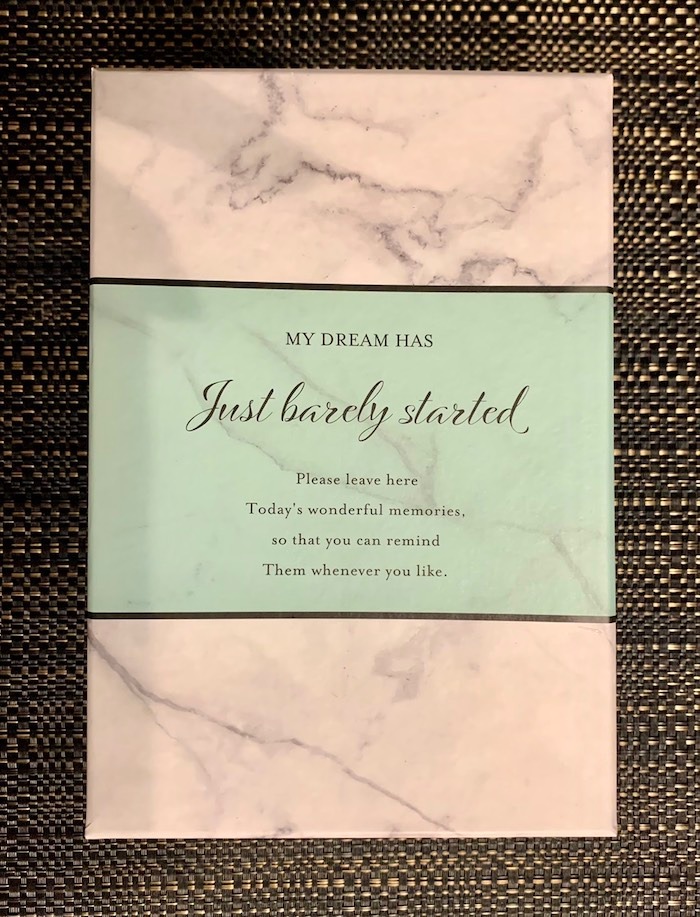 MY DREAM HAS
Just barely started
Please leave here
Today's wonderful memories,
so that you can remind
Them whenever you like.